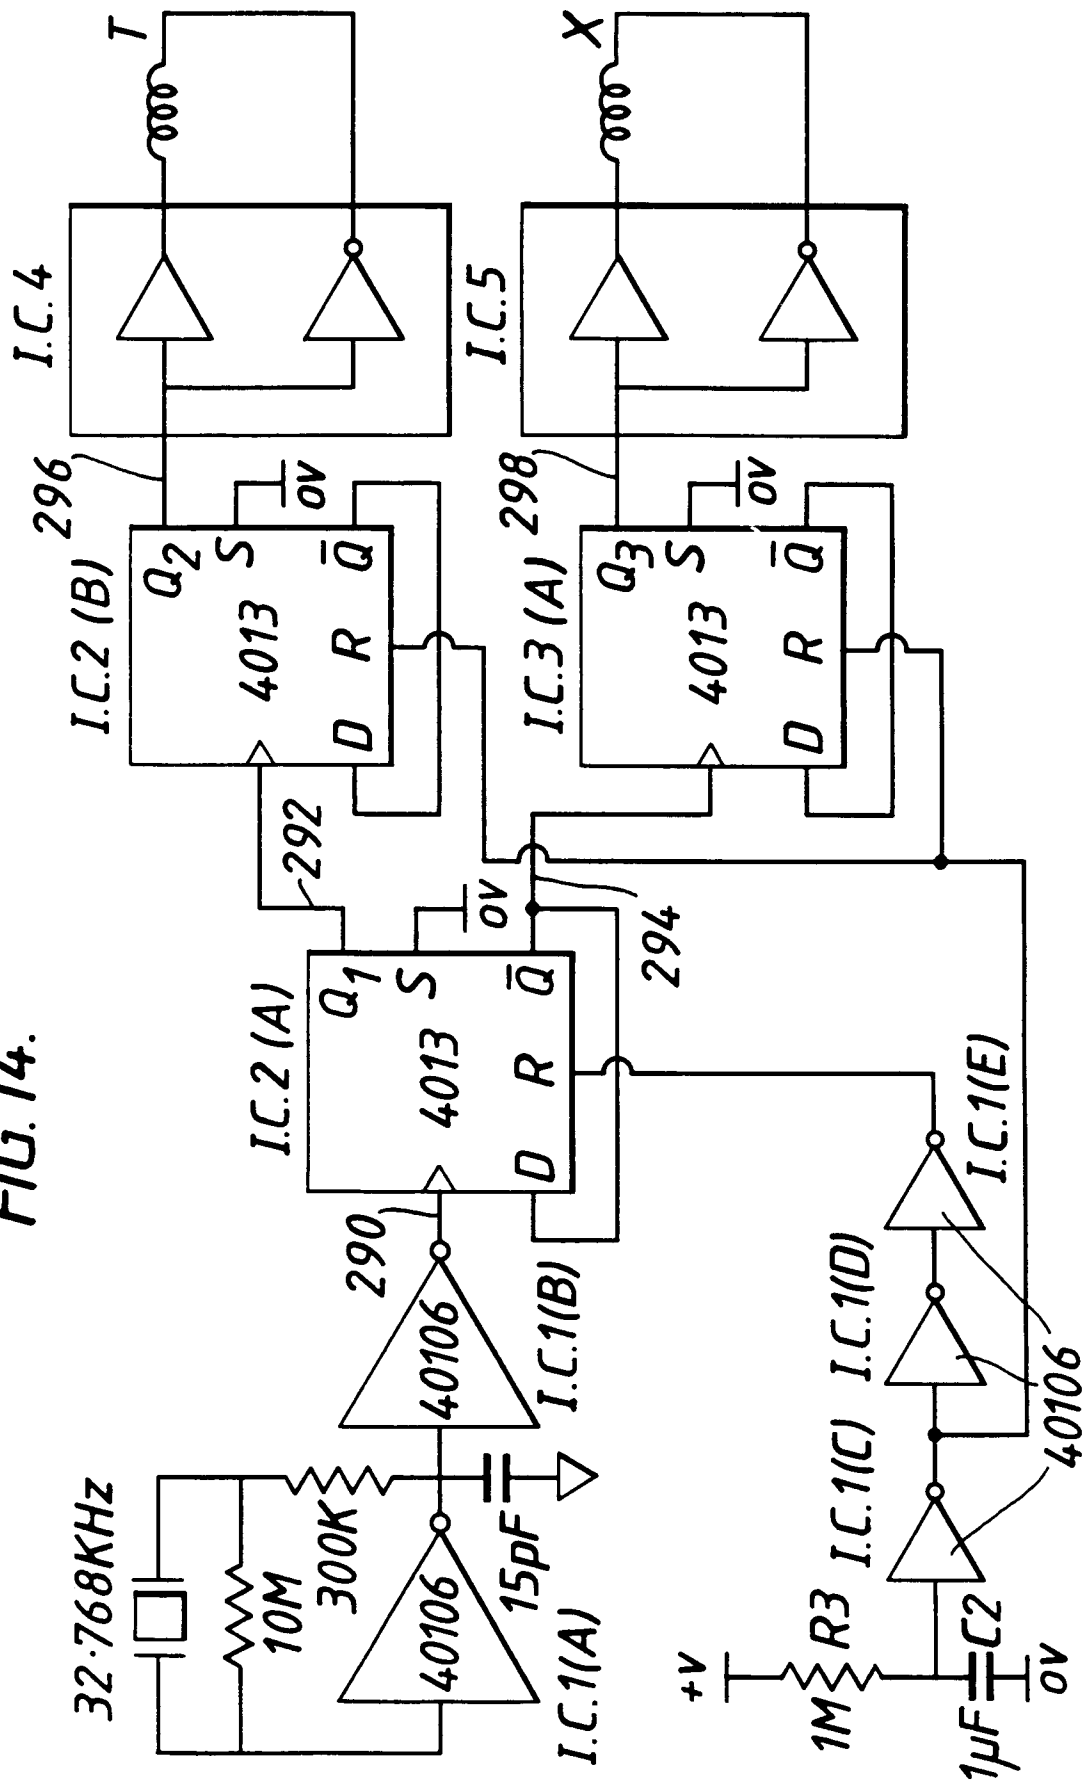 FIG. 14.
32·768KHz
10M
300K
40106
I.C.1(A)
15pF
40106
I.C.1(B)
290
I.C.2 (A)
Q1
S
4013
D
R
Q̅
0V
292
294
I.C.2 (B)
Q2
S
4013
D
R
Q̅
0V
296
I.C.4
T
I.C.3 (A)
Q3
S
4013
D
R
Q̅
0V
298
I.C.5
X
+V
1M
R3
1µF
C2
0V
I.C.1(C)
I.C.1(D)
I.C.1(E)
40106